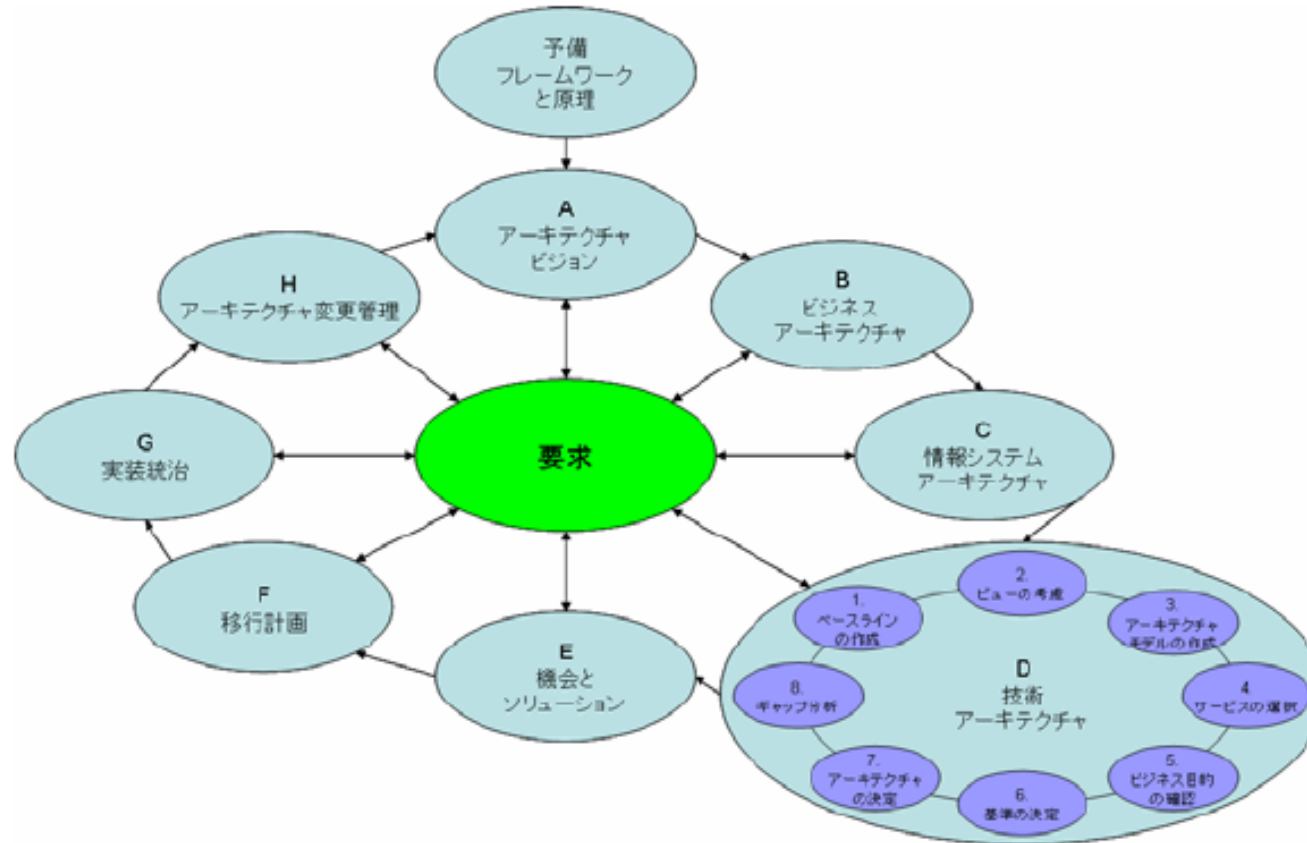 予備
フレームワーク
と原理
A
アーキテクチャ
ビジョン
H
アーキテクチャ変更管理
B
ビジネス
アーキテクチャ
G
実装統治
要求
C
情報システム
アーキテクチャ
F
移行計画
E
機会と
ソリューション
D
技術
アーキテクチャ
1.
ベースライン
の作成
2.
ビューの考慮
3.
アーキテクチャ
モデルの作成
4.
サービスの選択
5.
ビジネス目的
の確認
6.
基準の決定
7.
アーキテクチャ
の決定
8.
ギャップ分析